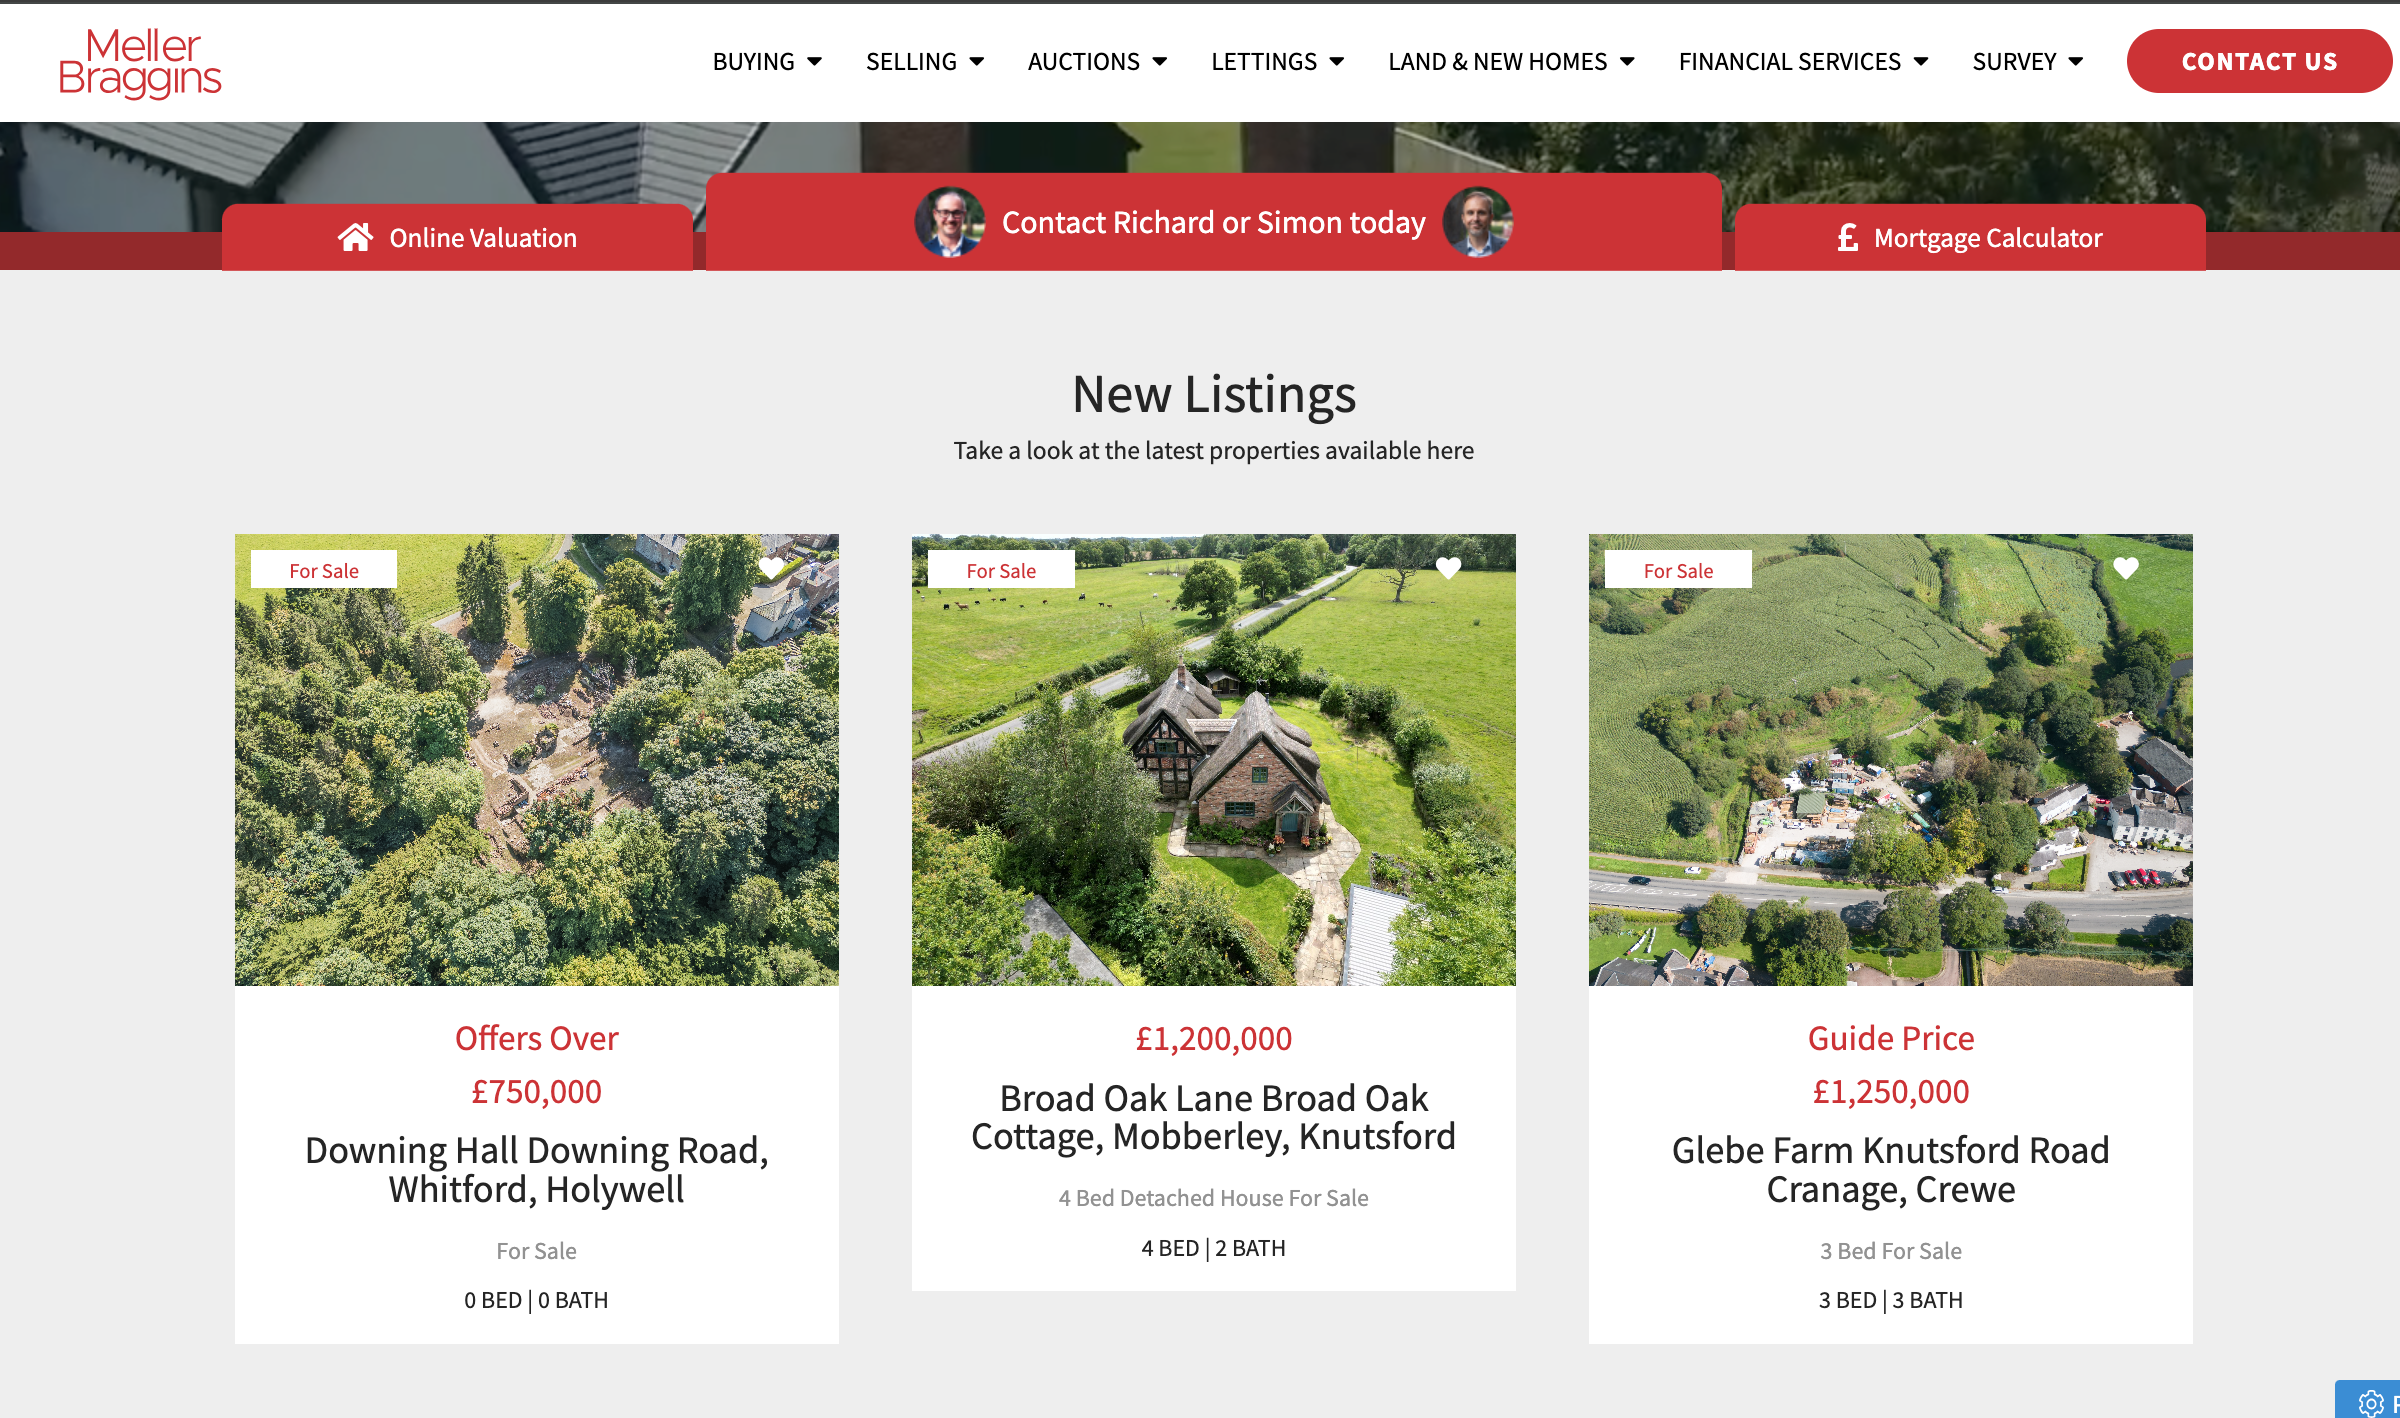 Meller
Braggins
BUYING
SELLING
AUCTIONS
LETTINGS
LAND & NEW HOMES
FINANCIAL SERVICES
SURVEY
CONTACT US
Online Valuation
Contact Richard or Simon today
£ Mortgage Calculator
New Listings
Take a look at the latest properties available here
For Sale
Offers Over
£750,000
Downing Hall Downing Road,
Whitford, Holywell
For Sale
0 BED | 0 BATH
For Sale
£1,200,000
Broad Oak Lane Broad Oak
Cottage, Mobberley, Knutsford
4 Bed Detached House For Sale
4 BED | 2 BATH
For Sale
Guide Price
£1,250,000
Glebe Farm Knutsford Road
Cranage, Crewe
3 Bed For Sale
3 BED | 3 BATH